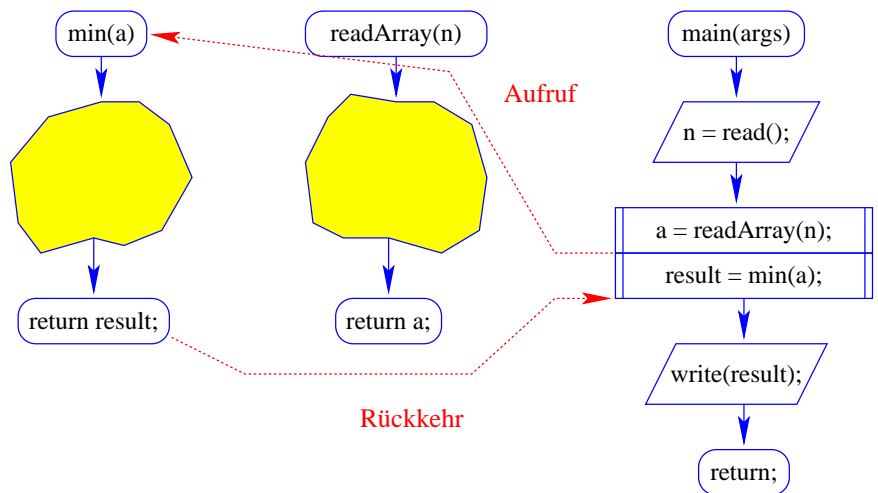 min(a)
readArray(n)
main(args)
Aufruf
n = read();
a = readArray(n);
result = min(a);
return result;
return a;
write(result);
Rückkehr
return;